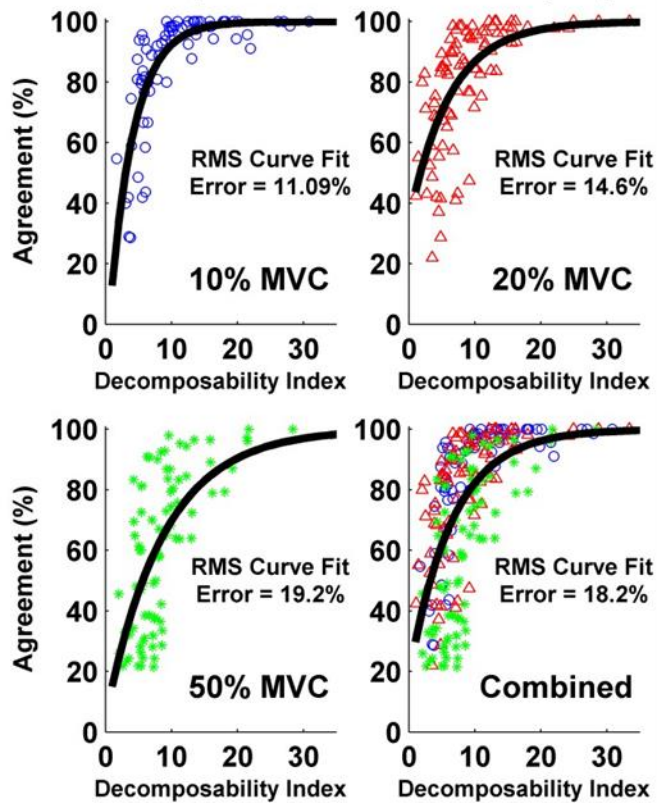 100
80
60
40
20
0
Agreement (%)
RMS Curve Fit
Error = 11.09%
10% MVC
0 10 20 30
Decomposability Index
100
80
60
40
20
0
RMS Curve Fit
Error = 14.6%
20% MVC
0 10 20 30
Decomposability Index
100
80
60
40
20
0
Agreement (%)
RMS Curve Fit
Error = 19.2%
50% MVC
0 10 20 30
Decomposability Index
100
80
60
40
20
0
RMS Curve Fit
Error = 18.2%
Combined
0 10 20 30
Decomposability Index